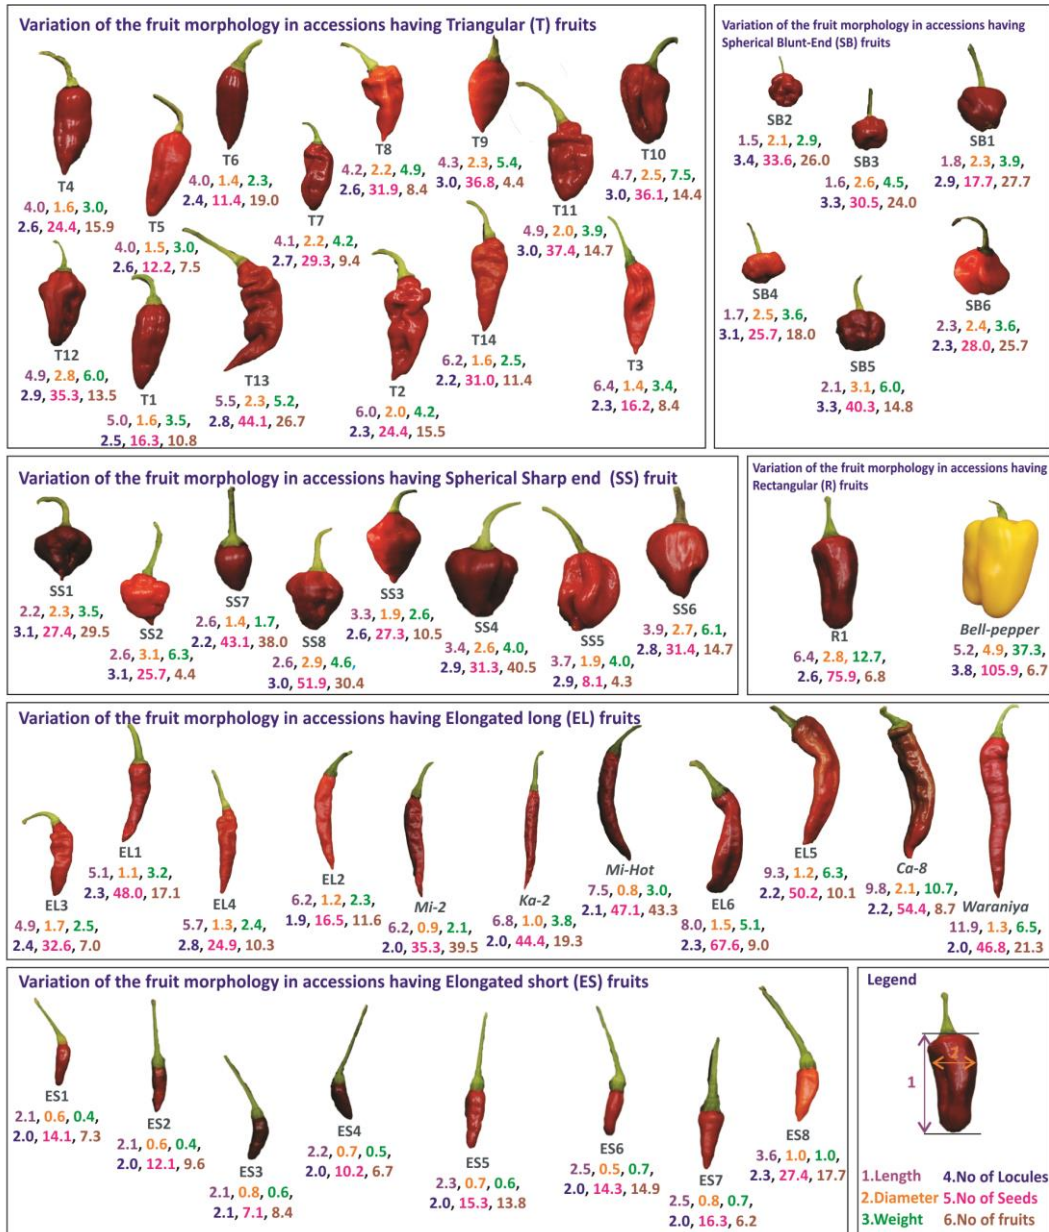 Variation of the fruit morphology in accessions having Triangular (T) fruits
T4
4.0, 1.6, 3.0,
2.6, 24.4, 15.9
T5
4.0, 1.5, 3.0,
2.6, 12.2, 7.5
T6
4.0, 1.4, 2.3,
2.4, 11.4, 19.0
T7
4.1, 2.2, 4.2,
2.7, 29.3, 9.4
T8
4.2, 2.2, 4.9,
2.6, 31.9, 8.4
T9
4.3, 2.3, 5.4,
3.0, 36.8, 4.4
T11
4.9, 2.0, 3.9,
3.0, 37.4, 14.7
T10
4.7, 2.5, 7.5,
3.0, 36.1, 14.4
T12
4.9, 2.8, 6.0,
2.9, 35.3, 13.5
T1
5.0, 1.6, 3.5,
2.5, 16.3, 10.8
T13
5.5, 2.3, 5.2,
2.8, 44.1, 26.7
T2
6.0, 2.0, 4.2,
2.3, 24.4, 15.5
T14
6.2, 1.6, 2.5,
2.2, 31.0, 11.4
T3
6.4, 1.4, 3.4,
2.3, 16.2, 8.4
Variation of the fruit morphology in accessions having
Spherical Blunt-End (SB) fruits
SB2
1.5, 2.1, 2.9,
3.4, 33.6, 26.0
SB3
1.6, 2.6, 4.5,
3.3, 30.5, 24.0
SB1
1.8, 2.3, 3.9,
2.9, 17.7, 27.7
SB4
1.7, 2.5, 3.6,
3.1, 25.7, 18.0
SB5
2.1, 3.1, 6.0,
3.3, 40.3, 14.8
SB6
2.3, 2.4, 3.6,
2.3, 28.0, 25.7
Variation of the fruit morphology in accessions having Spherical Sharp end (SS) fruit
SS1
2.2, 2.3, 3.5,
3.1, 27.4, 29.5
SS2
2.6, 3.1, 6.3,
3.1, 25.7, 4.4
SS7
2.6, 1.4, 1.7,
2.2, 43.1, 38.0
SS8
2.6, 2.9, 4.6,
3.0, 51.9, 30.4
SS3
3.3, 1.9, 2.6,
2.6, 27.3, 10.5
SS4
3.4, 2.6, 4.0,
2.9, 31.3, 40.5
SS5
3.7, 1.9, 4.0,
2.9, 8.1, 4.3
SS6
3.9, 2.7, 6.1,
2.8, 31.4, 14.7
Variation of the fruit morphology in accessions having
Rectangular (R) fruits
R1
6.4, 2.8, 12.7,
2.6, 75.9, 6.8
Bell-pepper
5.2, 4.9, 37.3,
3.8, 105.9, 6.7
Variation of the fruit morphology in accessions having Elongated long (EL) fruits
EL3
4.9, 1.7, 2.5,
2.4, 32.6, 7.0
EL1
5.1, 1.1, 3.2,
2.3, 48.0, 17.1
EL4
5.7, 1.3, 2.4,
2.8, 24.9, 10.3
EL2
6.2, 1.2, 2.3,
1.9, 16.5, 11.6
Mi-2
6.2, 0.9, 2.1,
2.0, 35.3, 39.5
Ka-2
6.8, 1.0, 3.8,
2.0, 44.4, 19.3
Mi-Hot
7.5, 0.8, 3.0,
2.1, 47.1, 43.3
EL6
8.0, 1.5, 5.1,
2.3, 67.6, 9.0
EL5
9.3, 1.2, 6.3,
2.2, 50.2, 10.1
Ca-8
9.8, 2.1, 10.7,
2.2, 54.4, 8.7
Waraniya
11.9, 1.3, 6.5,
2.0, 46.8, 21.3
Variation of the fruit morphology in accessions having Elongated short (ES) fruits
ES1
2.1, 0.6, 0.4,
2.0, 14.1, 7.3
ES2
2.1, 0.6, 0.4,
2.0, 12.1, 9.6
ES3
2.1, 0.8, 0.6,
2.1, 7.1, 8.4
ES4
2.2, 0.7, 0.5,
2.0, 10.2, 6.7
ES5
2.3, 0.7, 0.6,
2.0, 15.3, 13.8
ES6
2.5, 0.5, 0.7,
2.0, 14.3, 14.9
ES7
2.5, 0.8, 0.7,
2.0, 16.3, 6.2
ES8
3.6, 1.0, 1.0,
2.3, 27.4, 17.7
Legend
2
1
1.Length 4.No of Locules
2.Diameter 5.No of Seeds
3.Weight 6.No of fruits